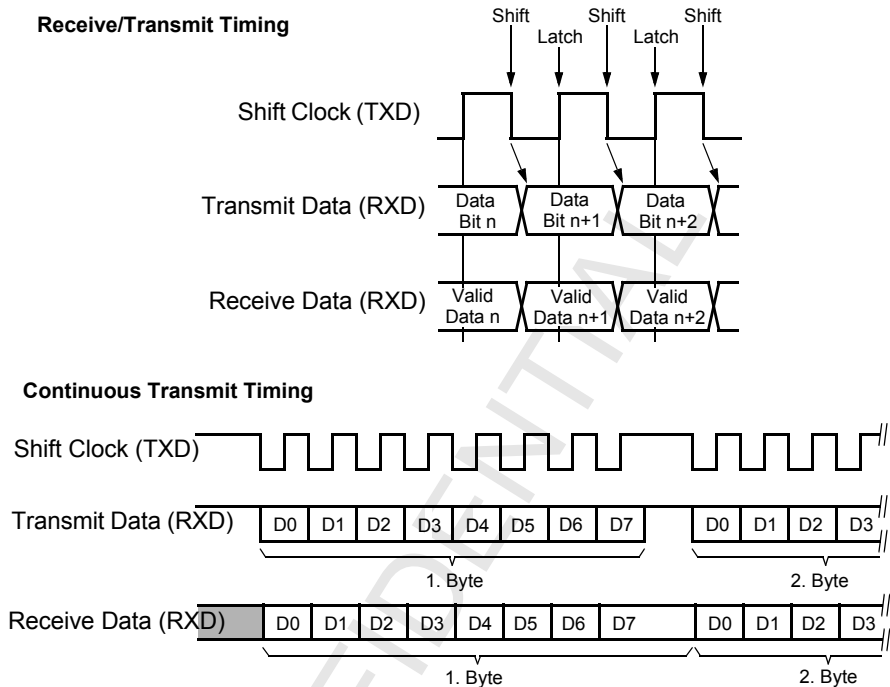 Receive/Transmit Timing
Shift Shift Shift
Latch Latch
Shift Clock (TXD)
Transmit Data (RXD)
Data Bit n
Data Bit n+1
Data Bit n+2
Receive Data (RXD)
Valid Data n
Valid Data n+1
Valid Data n+2
Continuous Transmit Timing
Shift Clock (TXD)
Transmit Data (RXD)
D0 D1 D2 D3 D4 D5 D6 D7 D0 D1 D2 D3
1. Byte 2. Byte
Receive Data (RXD)
D0 D1 D2 D3 D4 D5 D6 D7 D0 D1 D2 D3
1. Byte 2. Byte
FIDENTIAL